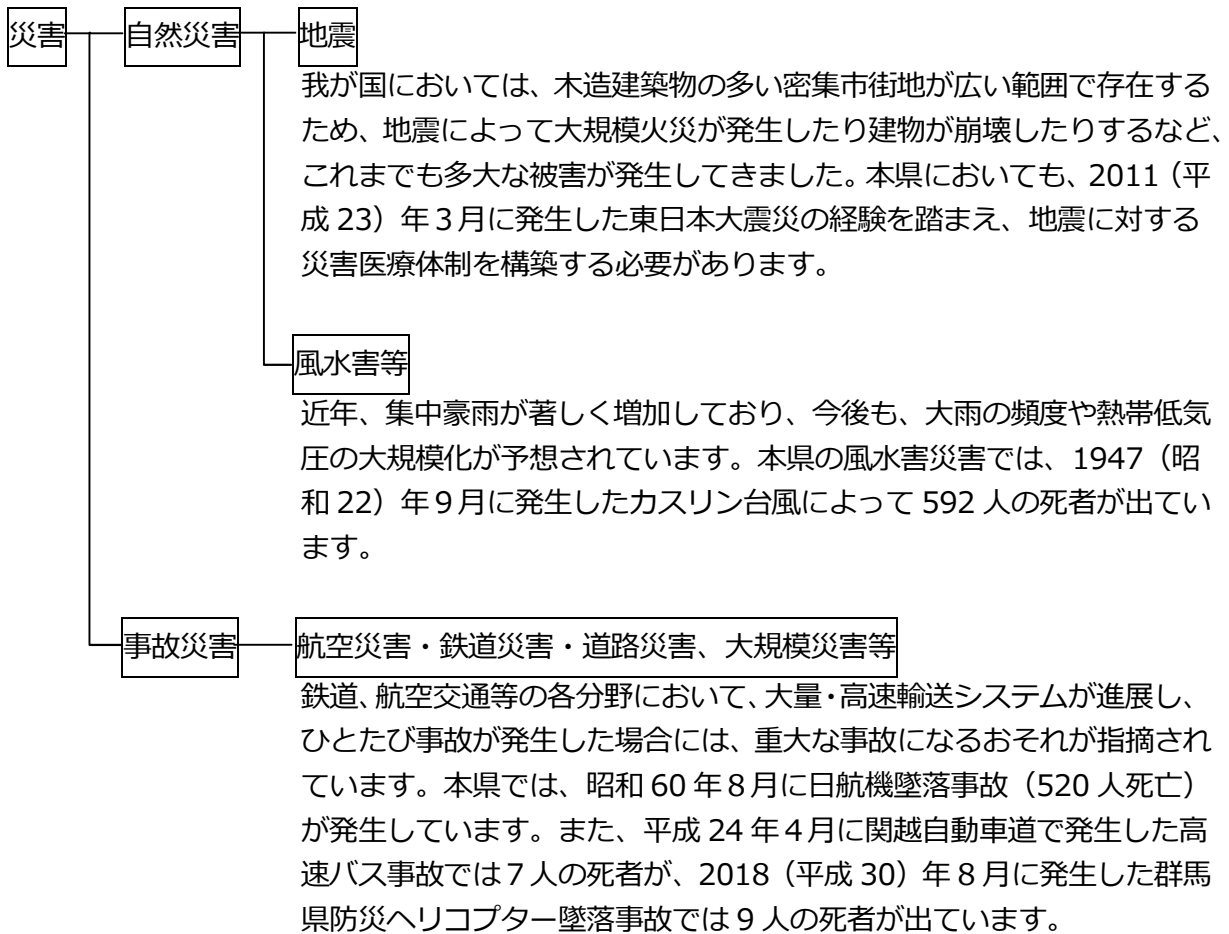 災害 自然災害 地震
我が国においては、木造建築物の多い密集市街地が広い範囲で存在する
ため、地震によって大規模火災が発生したり建物が崩壊したりするなど、
これまでも多大な被害が発生してきました。本県においても、2011（平
成 23）年３月に発生した東日本大震災の経験を踏まえ、地震に対する
災害医療体制を構築する必要があります。
風水害等
近年、集中豪雨が著しく増加しており、今後も、大雨の頻度や熱帯低気
圧の大規模化が予想されています。本県の風水害災害では、1947（昭
和 22）年９月に発生したカスリン台風によって 592 人の死者が出てい
ます。
事故災害 航空災害・鉄道災害・道路災害、大規模災害等
鉄道、航空交通等の各分野において、大量・高速輸送システムが進展し、
ひとたび事故が発生した場合には、重大な事故になるおそれが指摘され
ています。本県では、昭和 60 年８月に日航機墜落事故（520 人死亡）
が発生しています。また、平成 24 年４月に関越自動車道で発生した高
速バス事故では７人の死者が、2018（平成 30）年８月に発生した群馬
県防災ヘリコプター墜落事故では９人の死者が出ています。